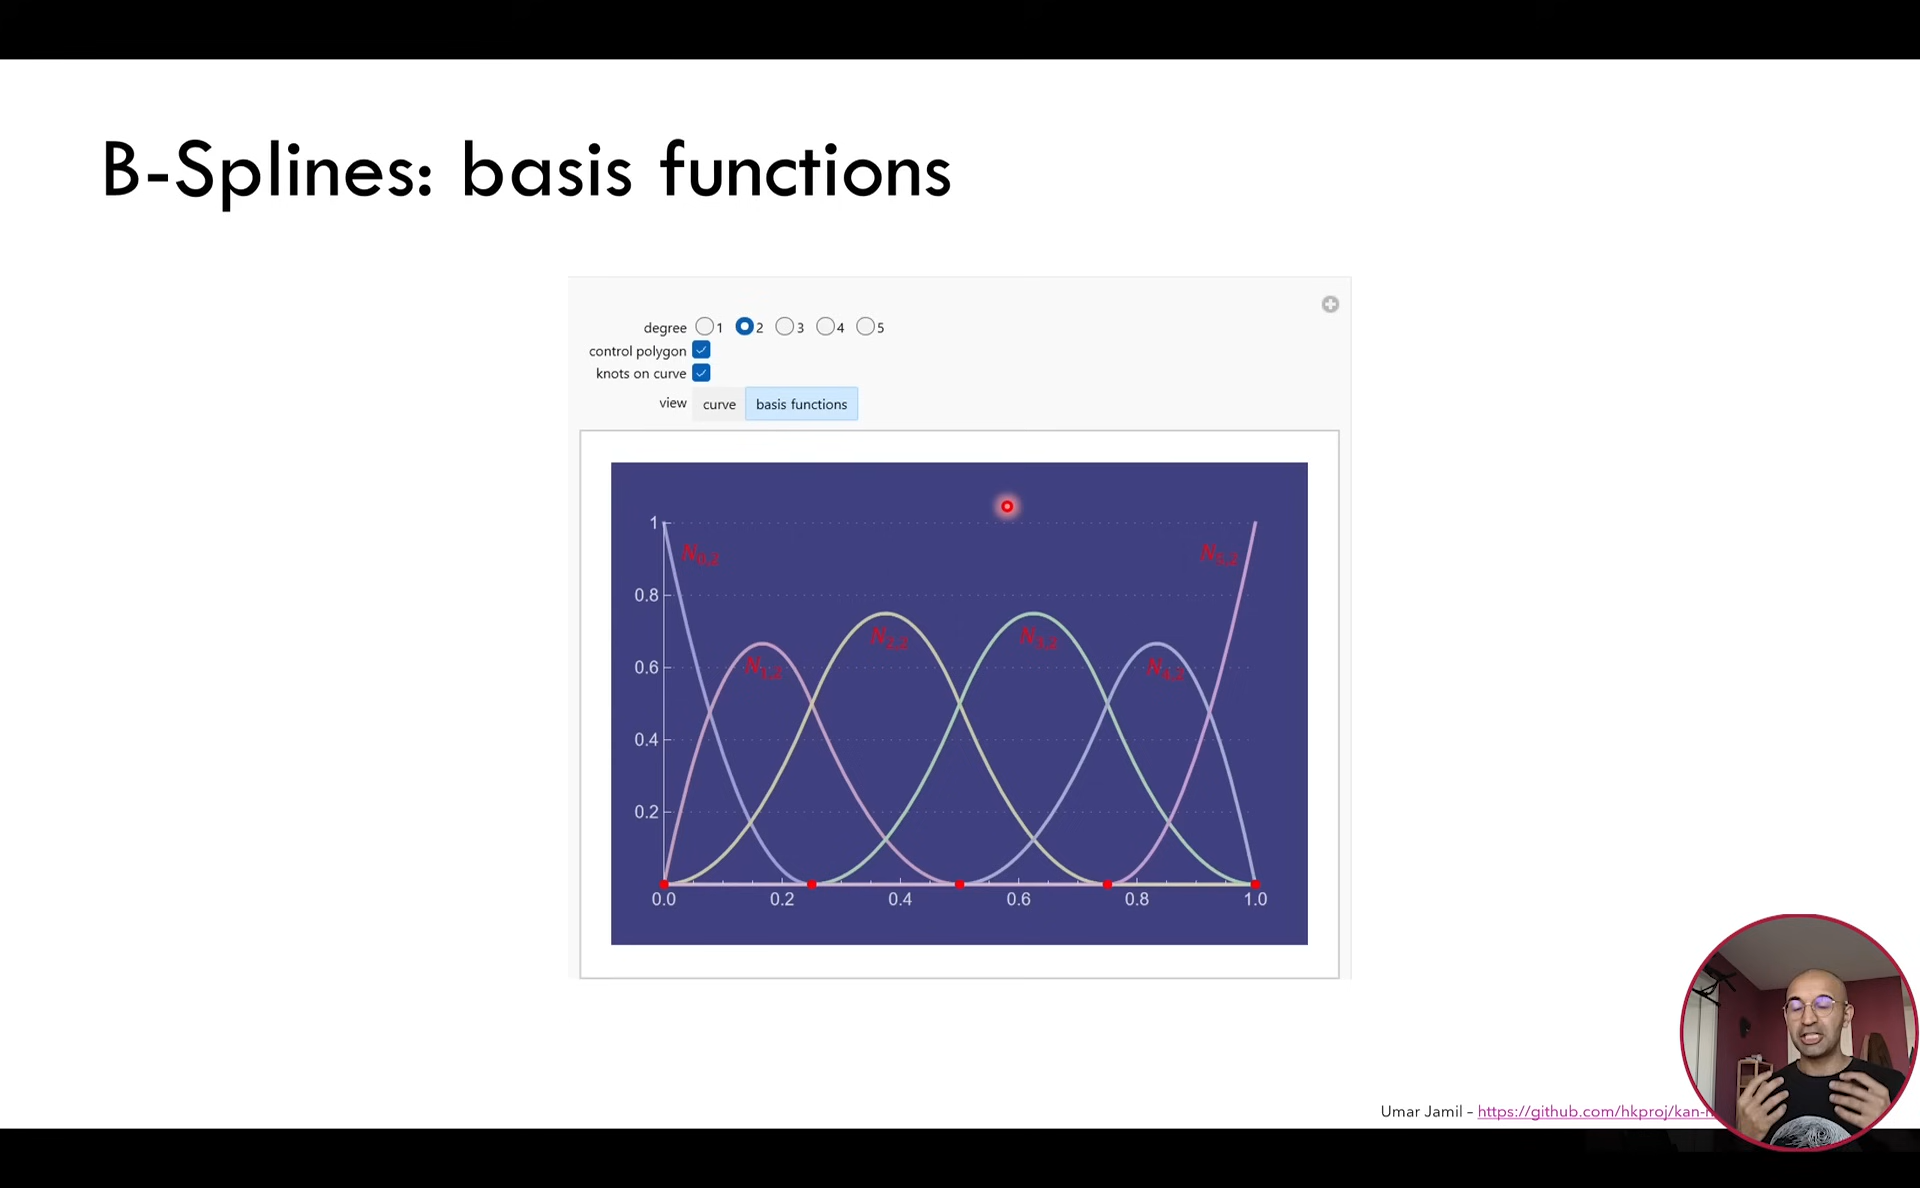 B-Splines: basis functions
degree 1 2 3 4 5
control polygon
knots on curve
view curve basis functions
1
N0,2
N5,2
0.8
N2,2
N3,2
0.6
N1,2
N4,2
0.4
0.2
0.0 0.2 0.4 0.6 0.8 1.0
Umar Jamil – https://github.com/hkproj/kan-